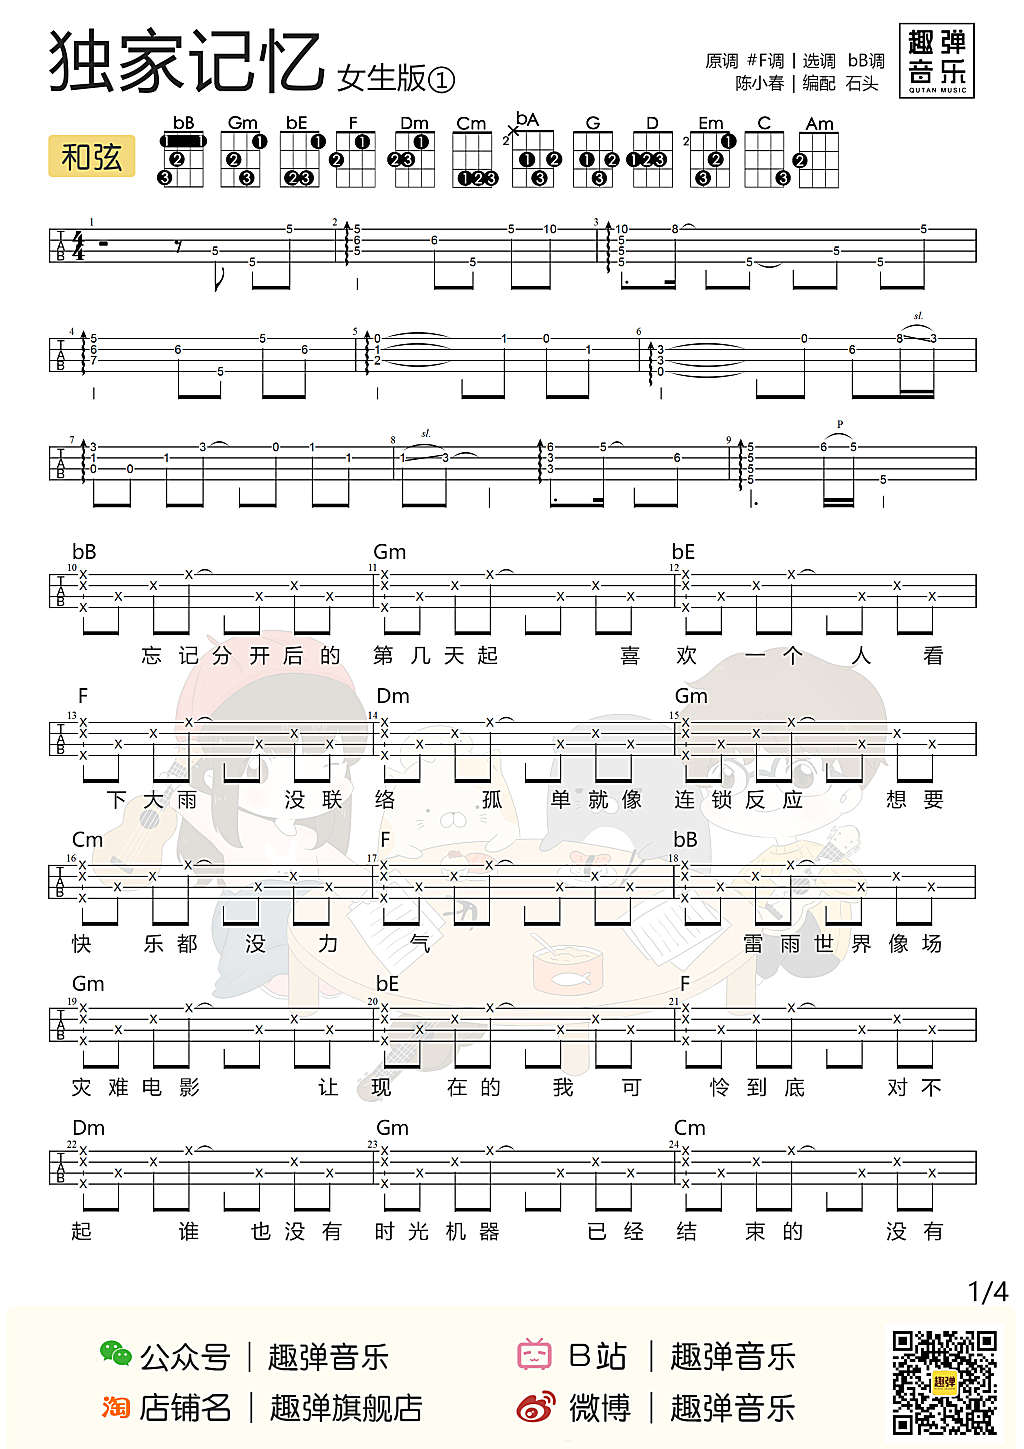 独家记忆 女生版①
原调 #F调 | 选调 bB调
陈小春 | 编配 石头
趣弹音乐
QUTAN MUSIC
和弦
bB Gm bE F Dm Cm bA G D Em C Am
bB Gm bE
忘记分开后的第几天起 喜欢一个人看
F Dm Gm
下大雨 没联络 孤单就像连锁反应 想要
Cm F bB
快乐都没力气 雷雨世界像场
Gm bE F
灾难电影 让现在的我可怜到底 对不
Dm Gm Cm
起 谁也没有时光机器 已经结束的 没有
1/4
公众号 | 趣弹音乐 B站 | 趣弹音乐
淘 店铺名 | 趣弹旗舰店 微博 | 趣弹音乐
趣弹